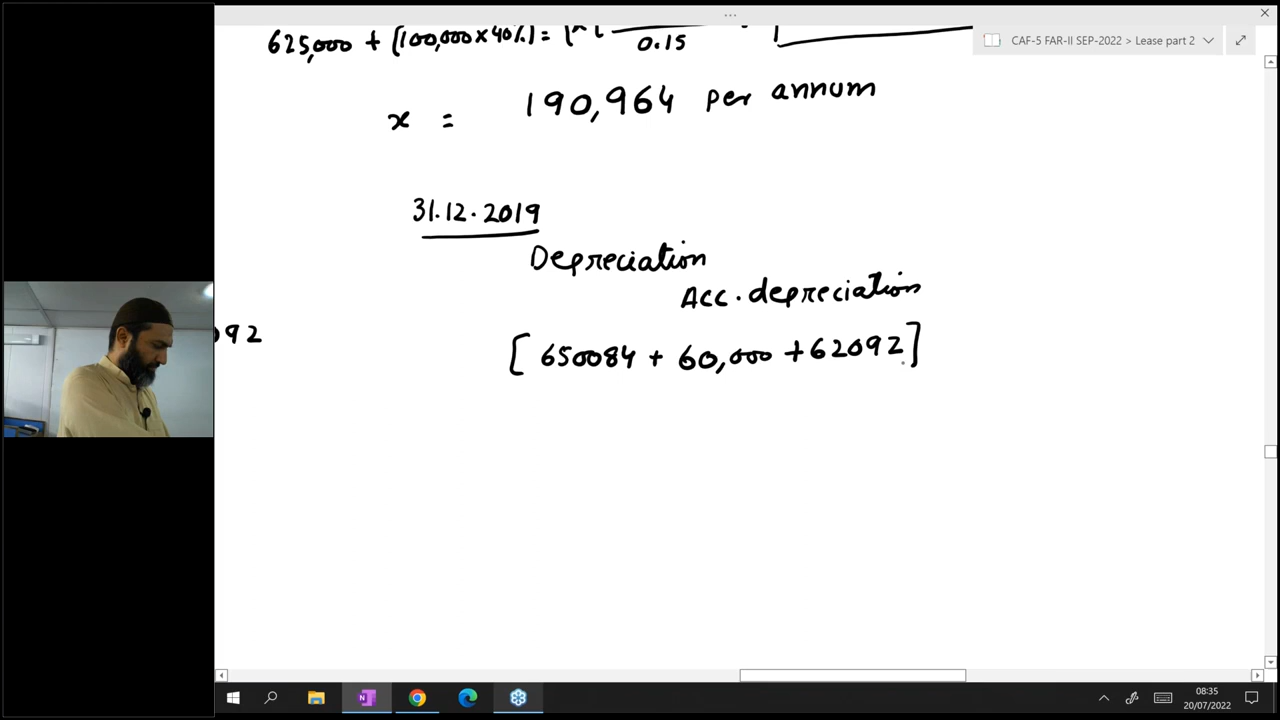 CAF-5 FAR-II SEP-2022 > Lease part 2
625,000 + [100,000 x 40%] =
0.15
x = 190,964 per annum
31.12.2019
Depreciation
Acc. depreciation
92
[650084 + 60,000 + 62092]
08:35
20/07/2022